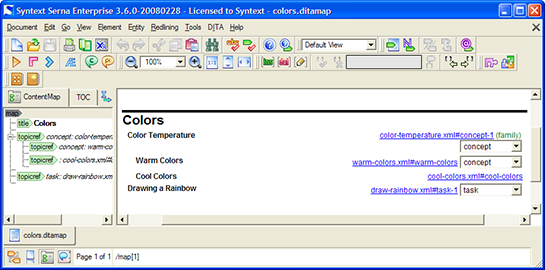 Syntext Serna Enterprise 3.6.0-20080228 - Licensed to Syntext - colors.ditamap
Document Edit Go View Element Entity Redlining Tools DITA Help
Default View
100%
ContentMap TOC
map
title Colors
topicref concept: color-temper
topicref concept: warm-co
topicref : cool-colors.xml#
topicref task: draw-rainbow.xml
Colors
Color Temperature color-temperature.xml#concept-1 (family)
concept
Warm Colors warm-colors.xml#warm-colors concept
Cool Colors cool-colors.xml#cool-colors
Drawing a Rainbow draw-rainbow.xml#task-1 task
colors.ditamap
Page 1 of 1 /map[1]